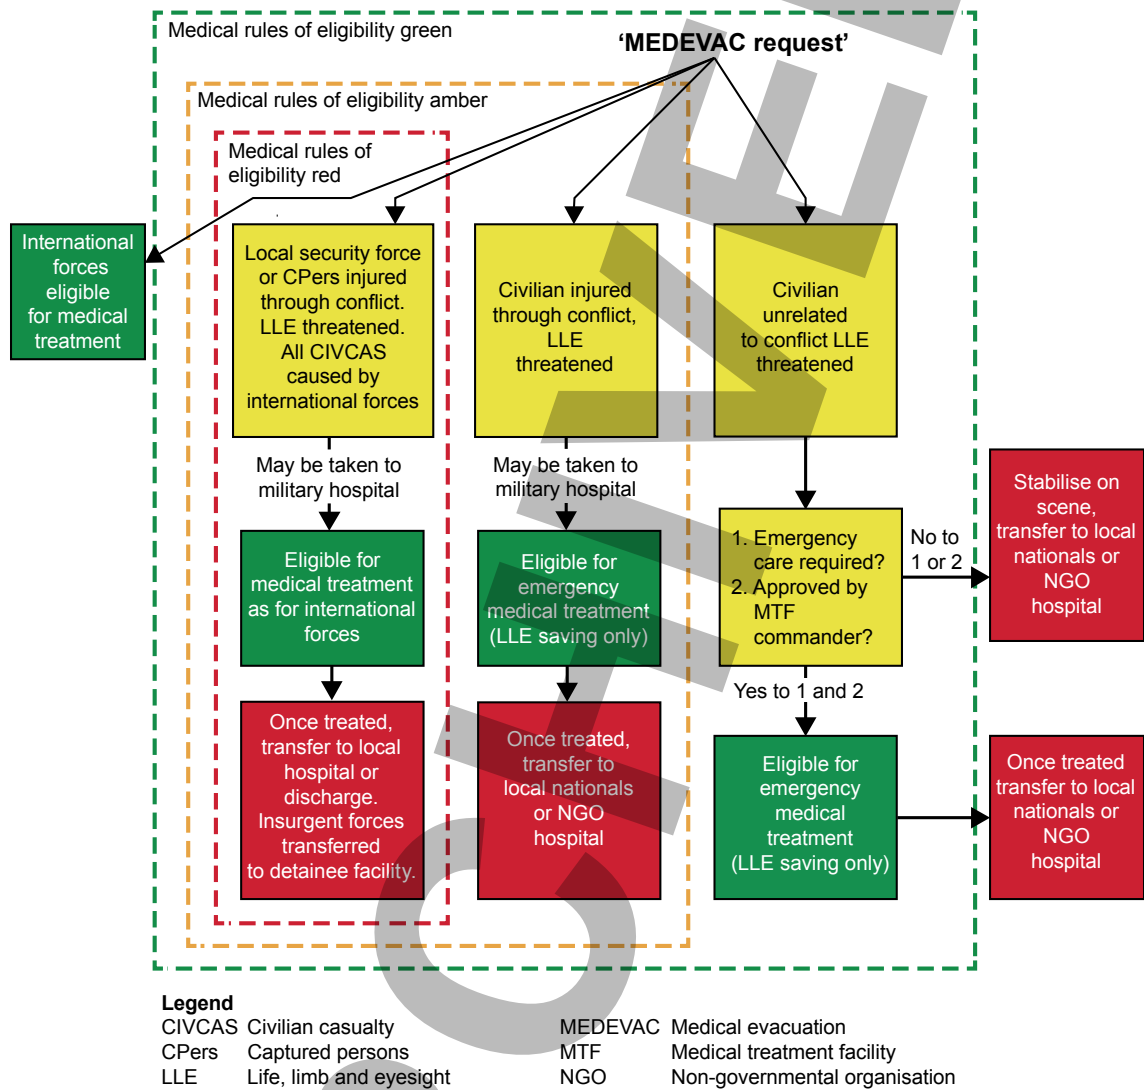 Medical rules of eligibility green
‘MEDEVAC request’
Medical rules of eligibility amber
Medical rules of
eligibility red
International
forces
eligible
for medical
treatment
Local security force
or CPers injured
through conflict.
LLE threatened.
All CIVCAS
caused by
international forces
Civilian injured
through conflict,
LLE
threatened
Civilian
unrelated
to conflict LLE
threatened
May be taken to
military hospital
May be taken to
military hospital
Eligible for
medical treatment
as for international
forces
Eligible for
emergency
medical treatment
(LLE saving only)
1. Emergency
care required?
2. Approved by
MTF
commander?
No to
1 or 2
Stabilise on
scene,
transfer to local
nationals or
NGO
hospital
Yes to 1 and 2
Once treated,
transfer to local
hospital or
discharge.
Insurgent forces
transferred
to detainee facility.
Once treated,
transfer to
local nationals
or NGO
hospital
Eligible for
emergency
medical
treatment
(LLE saving only)
Once treated
transfer to local
nationals or
NGO
hospital
Legend
CIVCAS Civilian casualty
CPers Captured persons
LLE Life, limb and eyesight
MEDEVAC Medical evacuation
MTF Medical treatment facility
NGO Non-governmental organisation